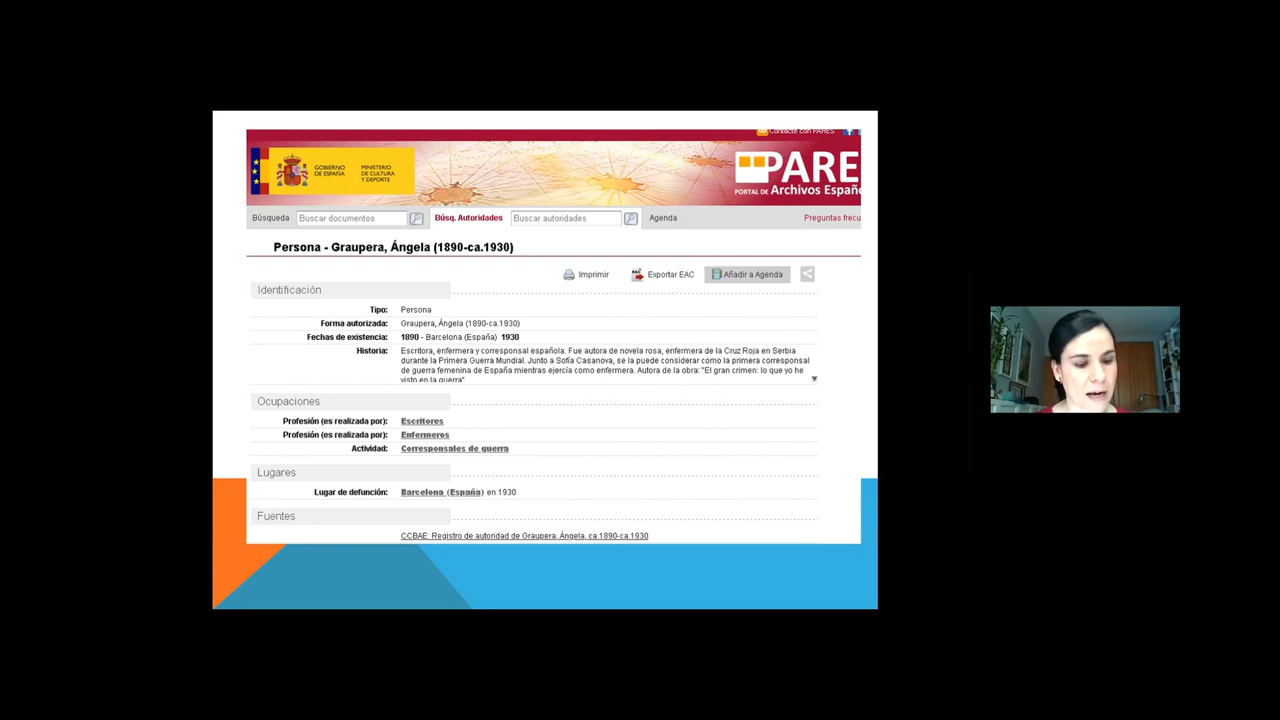 Contacte con PARES
GOBIERNO DE ESPAÑA
MINISTERIO DE CULTURA Y DEPORTE
PARE
PORTAL DE Archivos Españo
Búsqueda Buscar documentos Búsq. Autoridades Buscar autoridades Agenda Preguntas frecu
Persona - Graupera, Ángela (1890-ca.1930)
Imprimir Exportar EAC Añadir a Agenda
Identificación
Tipo: Persona
Forma autorizada: Graupera, Ángela (1890-ca.1930)
Fechas de existencia: 1890 - Barcelona (España) 1930
Historia: Escritora, enfermera y corresponsal española. Fue autora de novela rosa, enfermera de la Cruz Roja en Serbia
durante la Primera Guerra Mundial. Junto a Sofía Casanova, se la puede considerar como la primera corresponsal
de guerra femenina de España mientras ejercía como enfermera. Autora de la obra: "El gran crimen: lo que yo he
visto en la guerra"
Ocupaciones
Profesión (es realizada por): Escritores
Profesión (es realizada por): Enfermeros
Actividad: Corresponsales de guerra
Lugares
Lugar de defunción: Barcelona (España) en 1930
Fuentes
CCBAE: Registro de autoridad de Graupera, Ángela, ca.1890-ca.1930